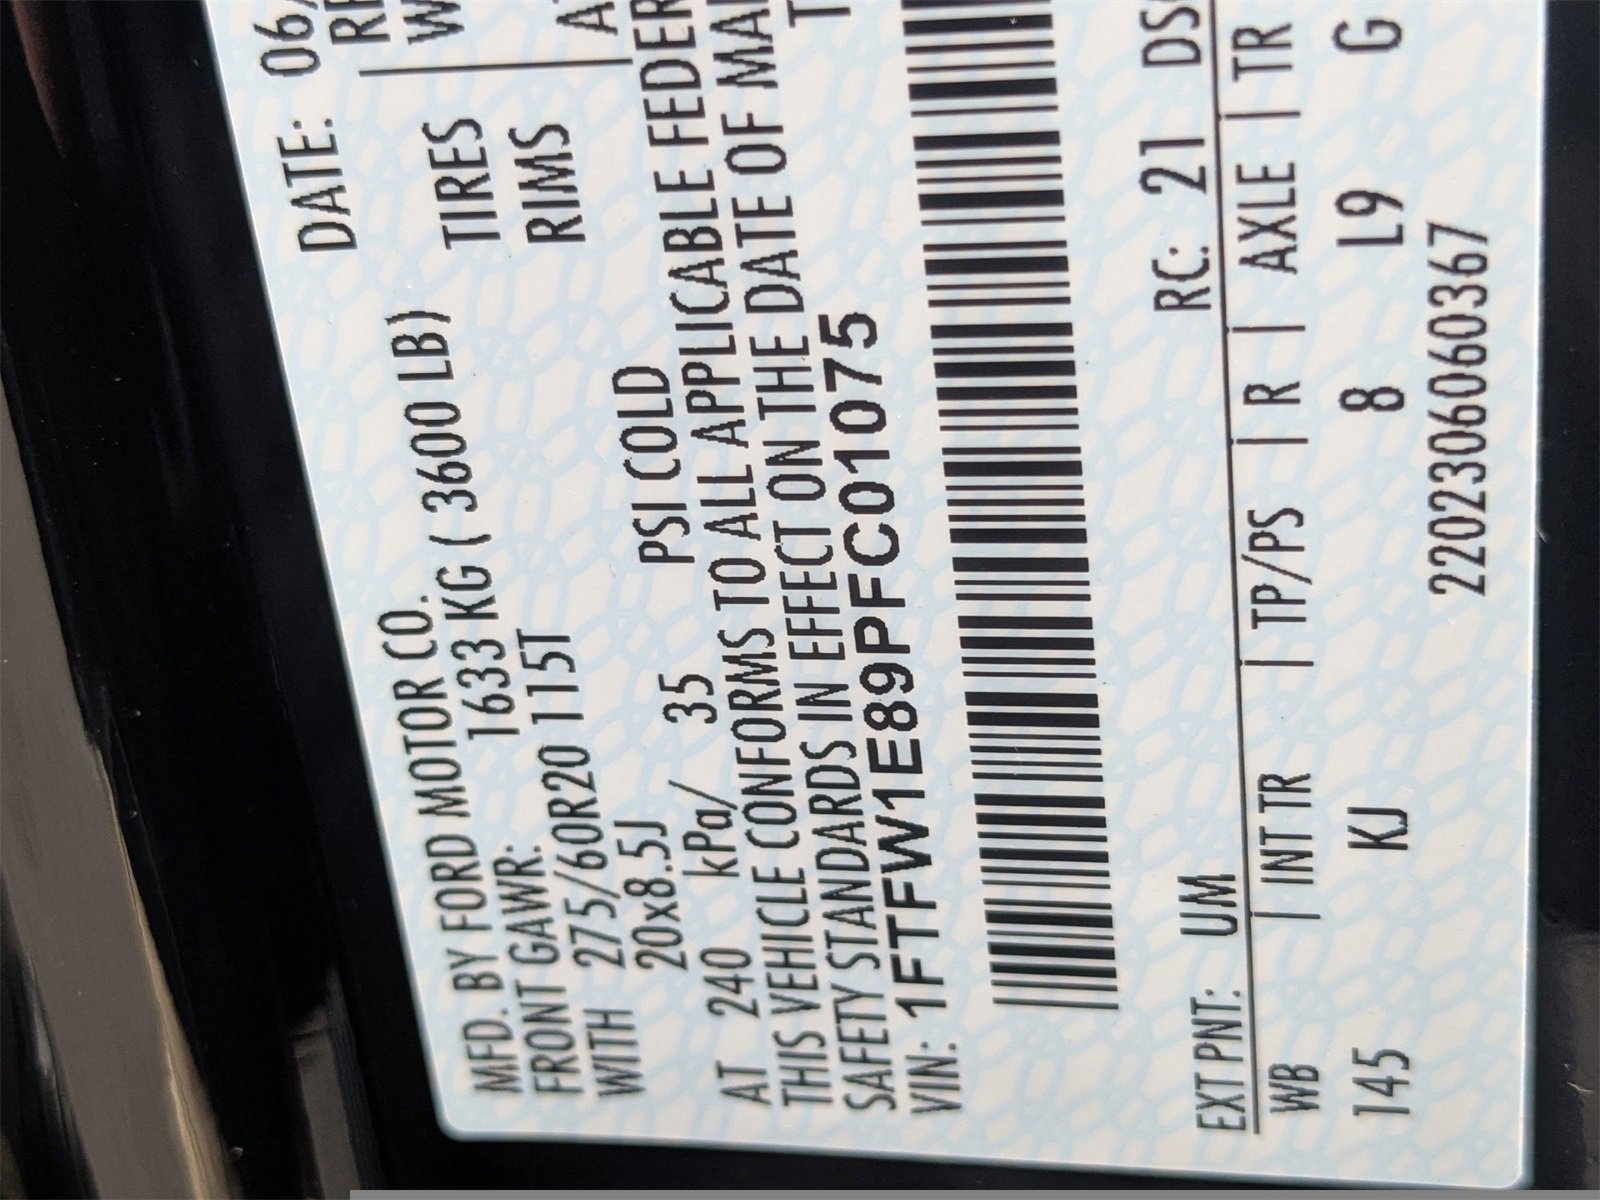 MFD. BY FORD MOTOR CO. DATE: 06/
FRONT GAWR: 1633 KG ( 3600 LB)
WITH 275/60R20 115T TIRES
20x8.5J RIMS
AT 240 kPa/ 35 PSI COLD
THIS VEHICLE CONFORMS TO ALL APPLICABLE FEDER
SAFETY STANDARDS IN EFFECT ON THE DATE OF MA
VIN: 1FTFW1E89PFC01075 T
EXT PNT: UM RC: 21 DS
WB | INT TR | TP/PS | R | AXLE | TR
145 KJ 8 L9 G
2202306060367